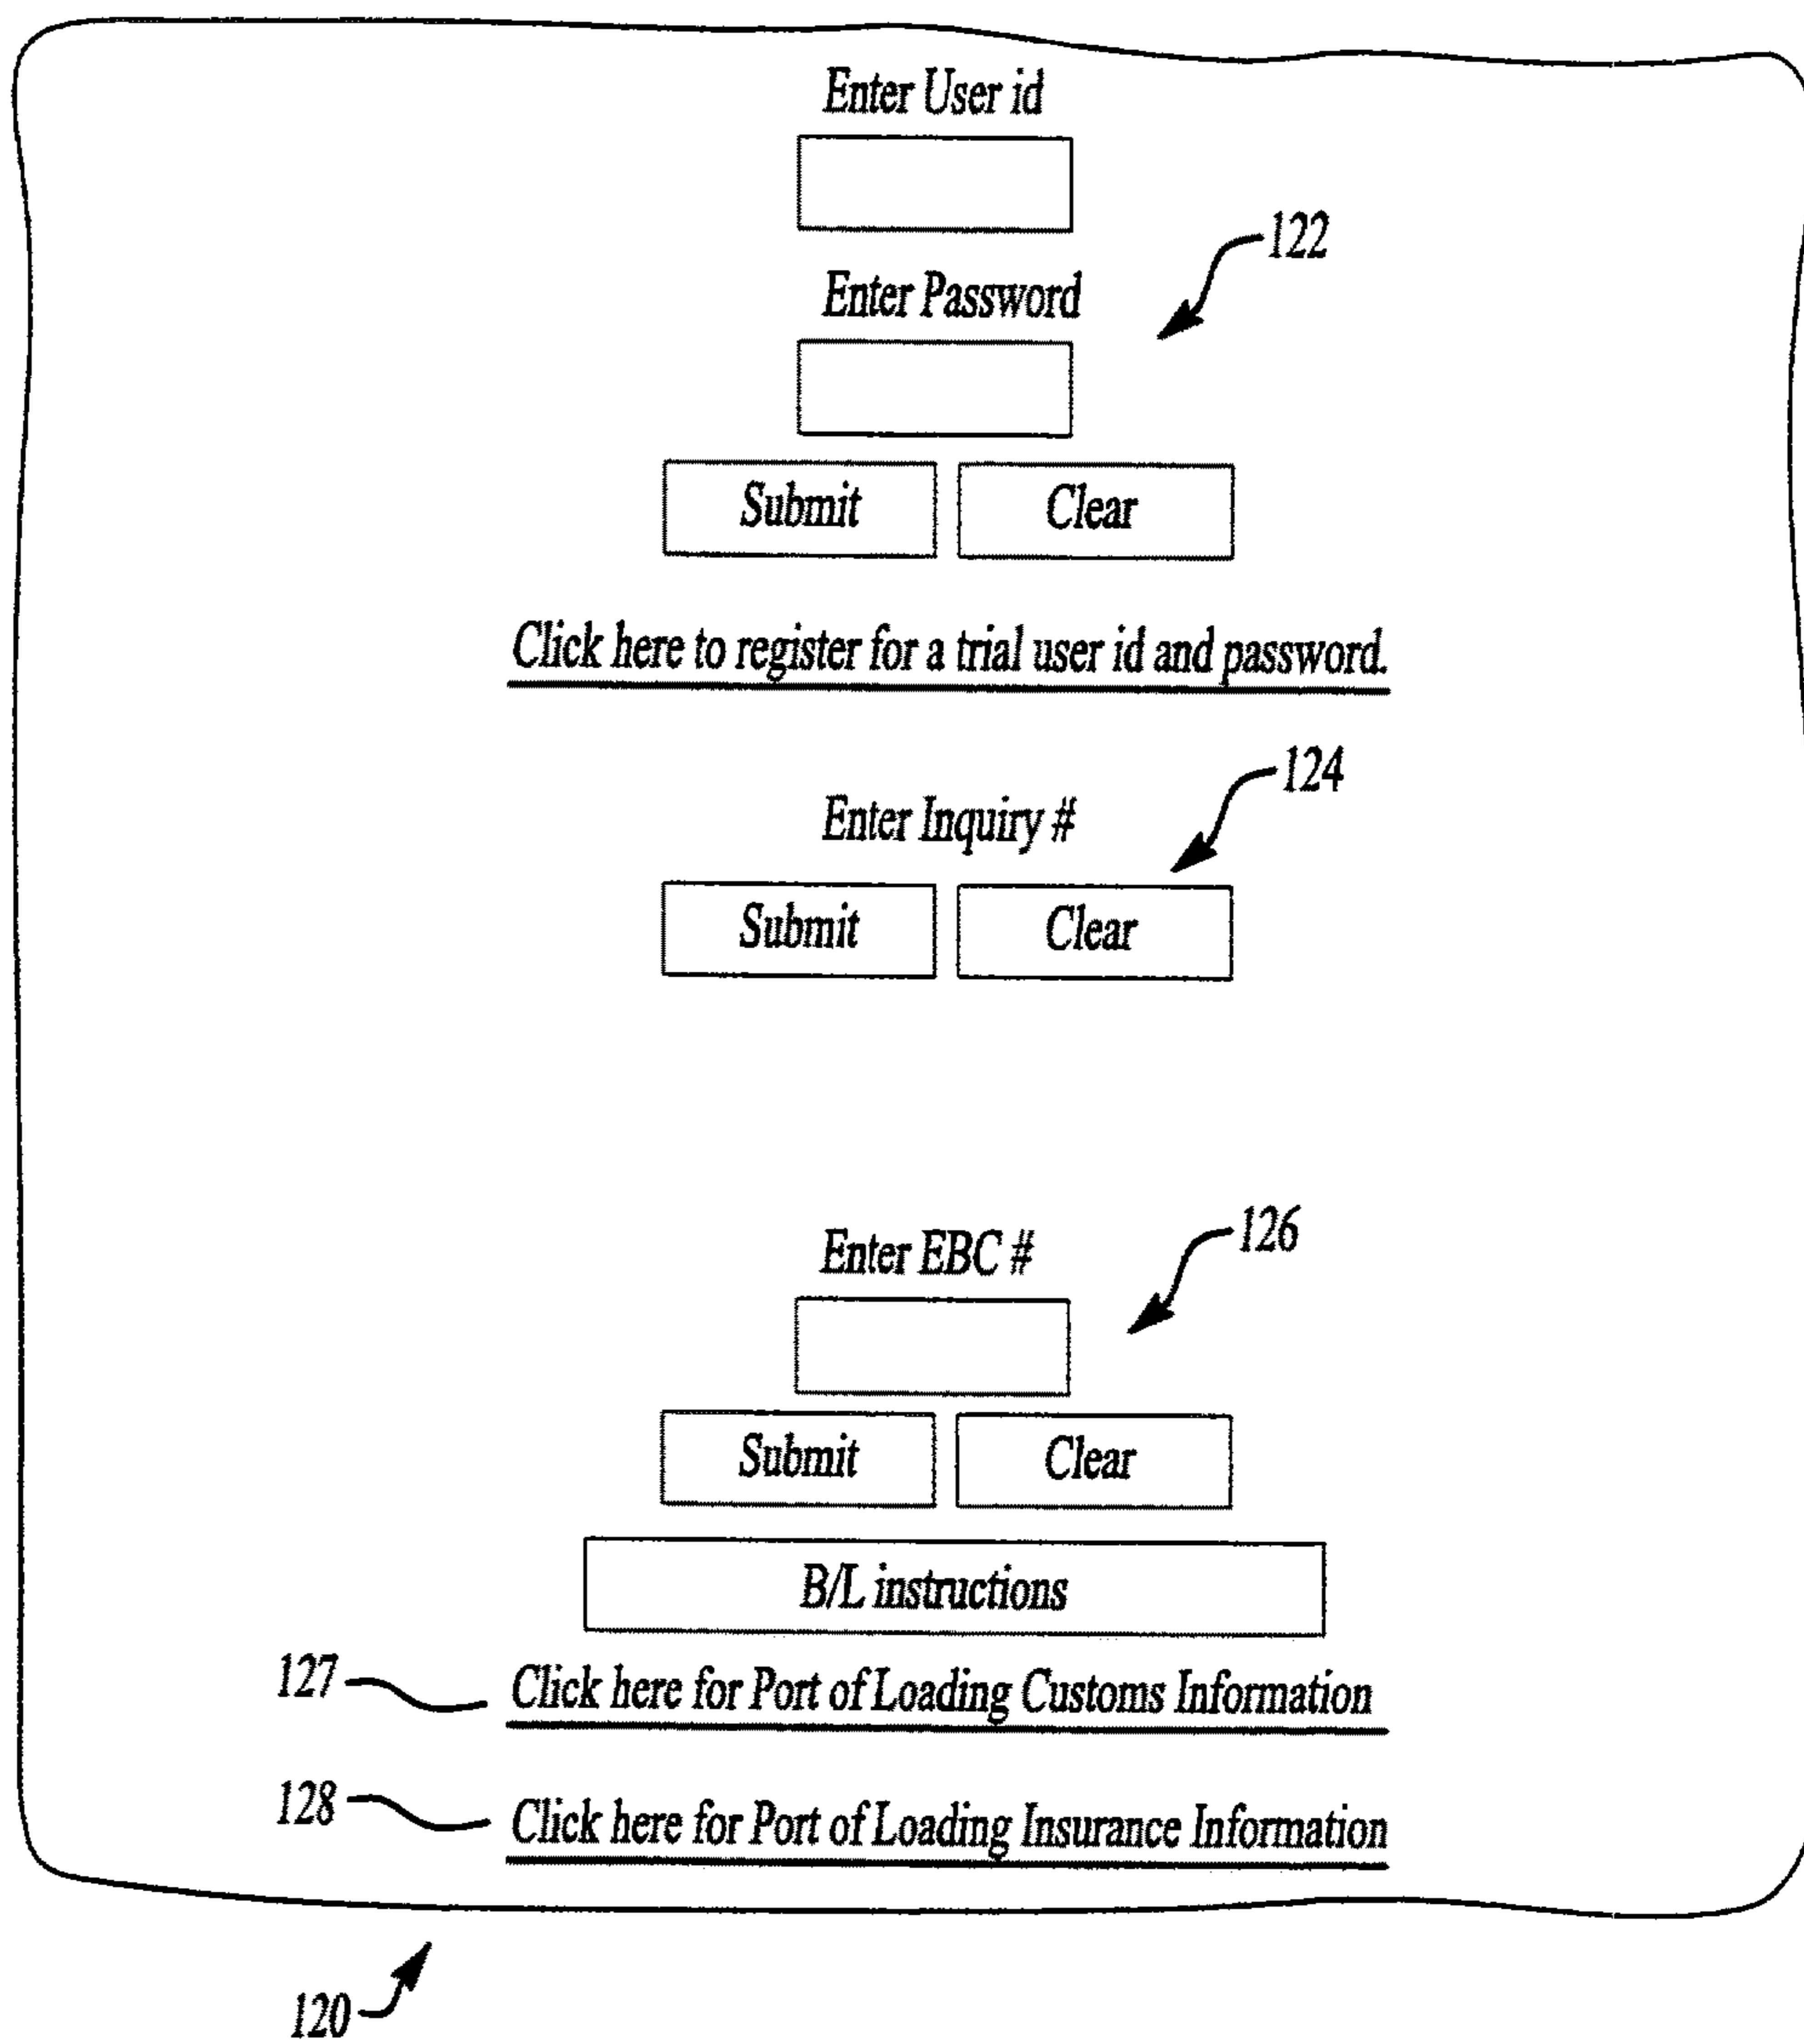 Enter User id
122
Enter Password
Submit Clear
Click here to register for a trial user id and password.
124
Enter Inquiry #
Submit Clear
126
Enter EBC #
Submit Clear
B/L instructions
127 Click here for Port of Loading Customs Information
128 Click here for Port of Loading Insurance Information
120